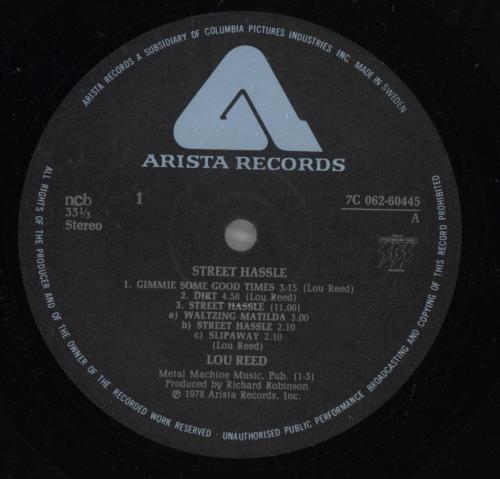 ARISTA RECORDS A SUBSIDIARY OF COLUMBIA PICTURES INDUSTRIES INC. MADE IN SWEDEN
ARISTA RECORDS
ncb
33⅓
Stereo
1
7C 062-60445
A
STREET HASSLE
1. GIMMIE SOME GOOD TIMES 3.15 (Lou Reed)
2. DIRT 4.58 (Lou Reed)
3. STREET HASSLE (11.00)
a) WALTZING MATILDA 3.00
b) STREET HASSLE 2.10
c) SLIPAWAY 2.10
(Lou Reed)
LOU REED
Metal Machine Music, Pub. (1-3)
Produced by Richard Robinson
℗ 1978 Arista Records, Inc.
ALL RIGHTS OF THE PRODUCER AND OF THE OWNER OF THE RECORDED WORK RESERVED · UNAUTHORISED PUBLIC PERFORMANCE BROADCASTING AND COPYING OF THIS RECORD PROHIBITED